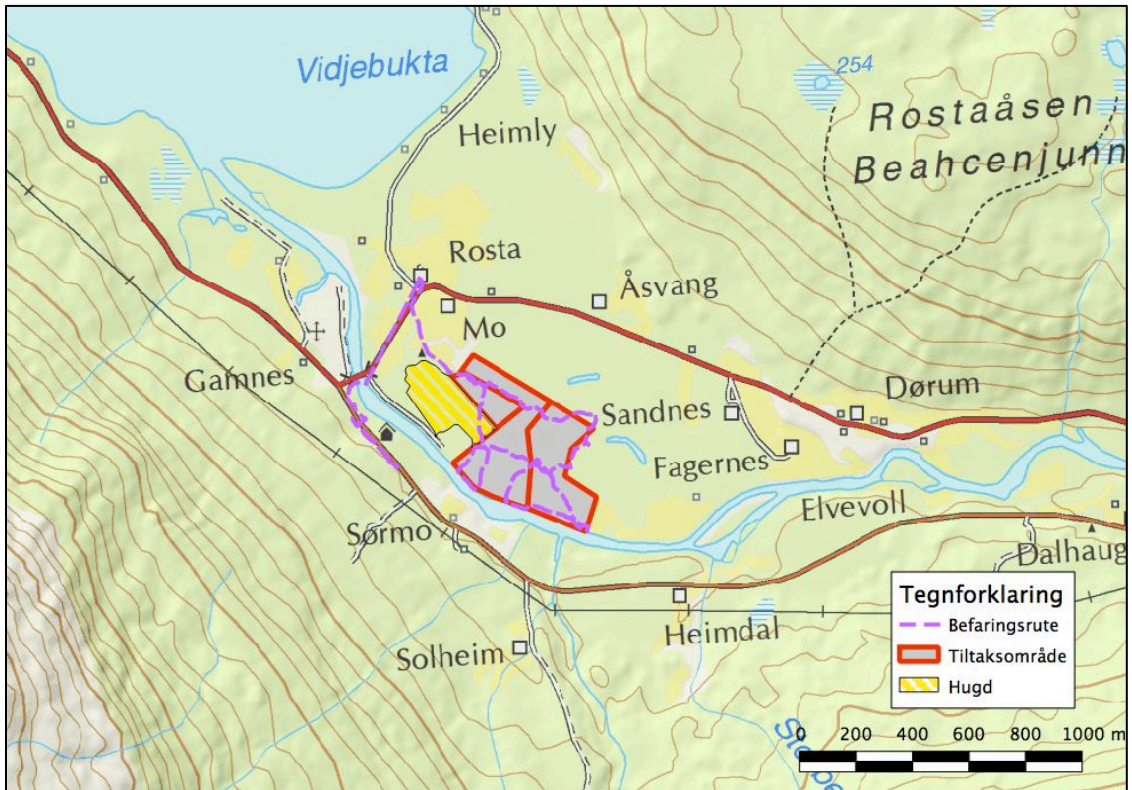 Vidjebukta
254
Rostaåsen
Beahcenjunn
Heimly
Rosta
Åsvang
Mo
Gamnes
Sandnes
Dørum
Fagernes
Elvevoll
Sørmo
Dalhaug
Heimdal
Solheim
Tegnforklaring
Befaringsrute
Tiltaksområde
Hugd
0 200 400 600 800 1000 m